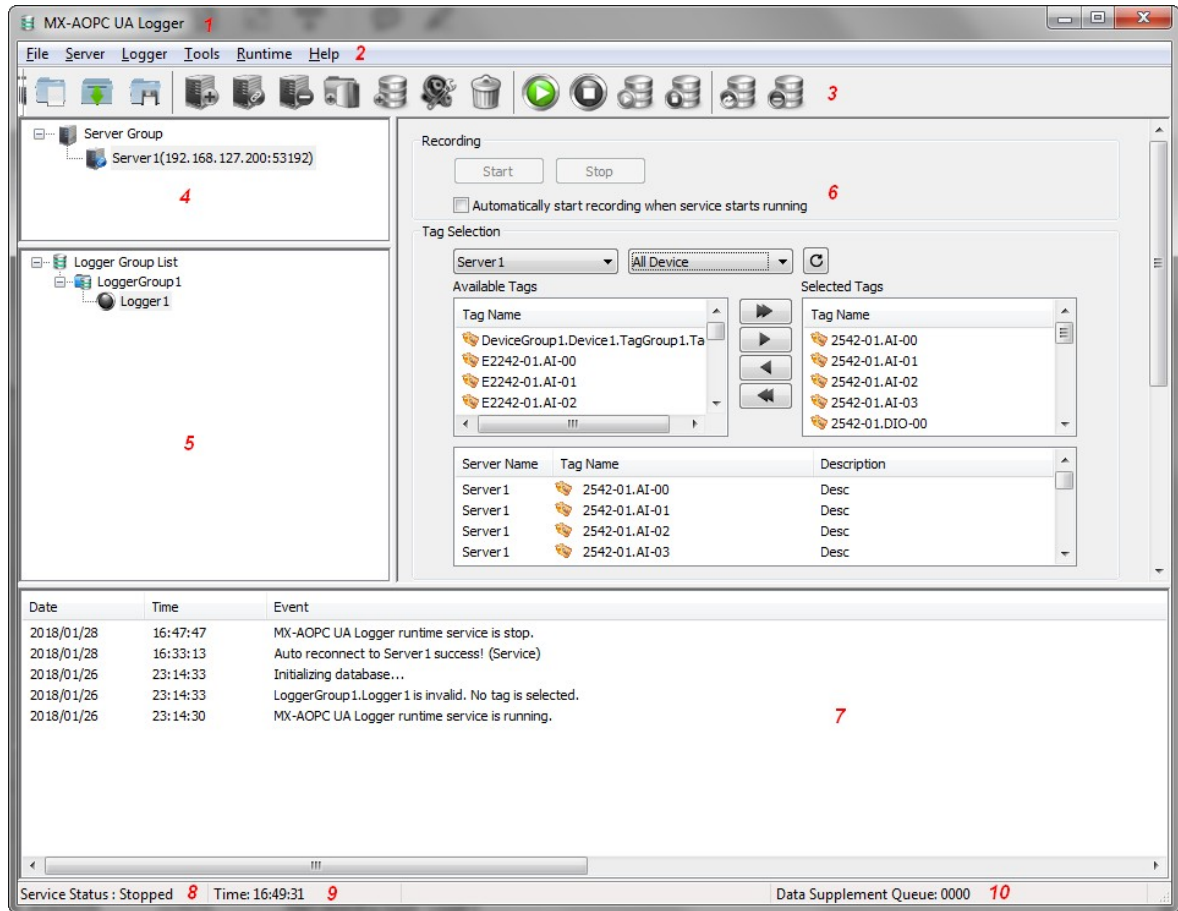 MX-AOPC UA Logger 1
File Server Logger Tools Runtime Help 2
3
Server Group
Server1(192.168.127.200:53192)
4
Logger Group List
LoggerGroup1
Logger1
5
Recording
Start Stop
6
Automatically start recording when service starts running
Tag Selection
Server1 All Device
Available Tags Selected Tags
Tag Name Tag Name
DeviceGroup1.Device1.TagGroup1.Ta 2542-01.AI-00
E2242-01.AI-00 2542-01.AI-01
E2242-01.AI-01 2542-01.AI-02
E2242-01.AI-02 2542-01.AI-03
2542-01.DIO-00
Server Name Tag Name Description
Server1 2542-01.AI-00 Desc
Server1 2542-01.AI-01 Desc
Server1 2542-01.AI-02 Desc
Server1 2542-01.AI-03 Desc
Date Time Event
2018/01/28 16:47:47 MX-AOPC UA Logger runtime service is stop.
2018/01/28 16:33:13 Auto reconnect to Server1 success! (Service)
2018/01/26 23:14:33 Initializing database...
2018/01/26 23:14:33 LoggerGroup1.Logger1 is invalid. No tag is selected.
2018/01/26 23:14:30 MX-AOPC UA Logger runtime service is running.
7
Service Status : Stopped 8 Time: 16:49:31 9 Data Supplement Queue: 0000 10